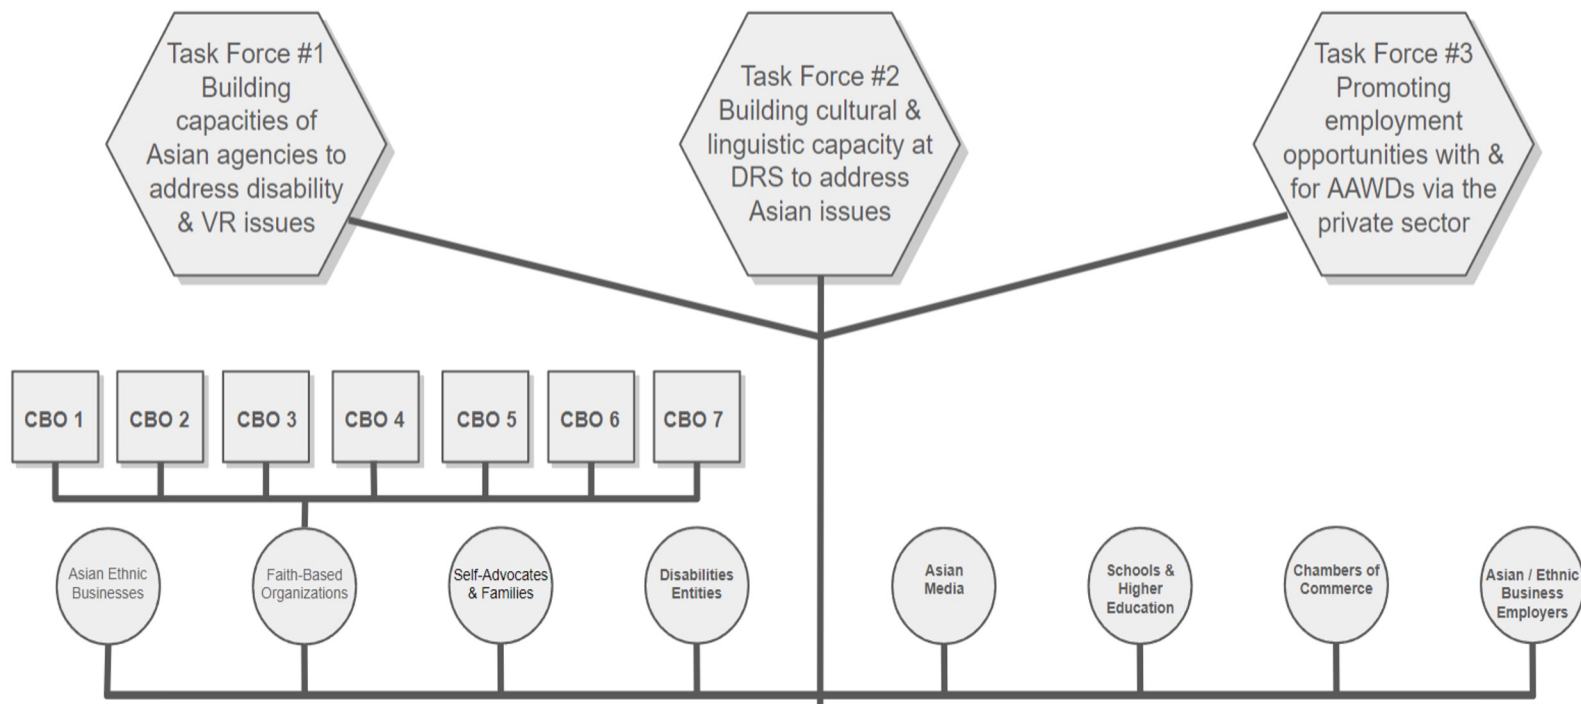 Task Force #1
Building
capacities of
Asian agencies to
address disability
& VR issues
Task Force #2
Building cultural &
linguistic capacity at
DRS to address
Asian issues
Task Force #3
Promoting
employment
opportunities with &
for AAWDs via the
private sector
CBO 1
CBO 2
CBO 3
CBO 4
CBO 5
CBO 6
CBO 7
Asian Ethnic
Businesses
Faith-Based
Organizations
Self-Advocates
& Families
Disabilities
Entities
Asian
Media
Schools &
Higher
Education
Chambers of
Commerce
Asian / Ethnic
Business
Employers